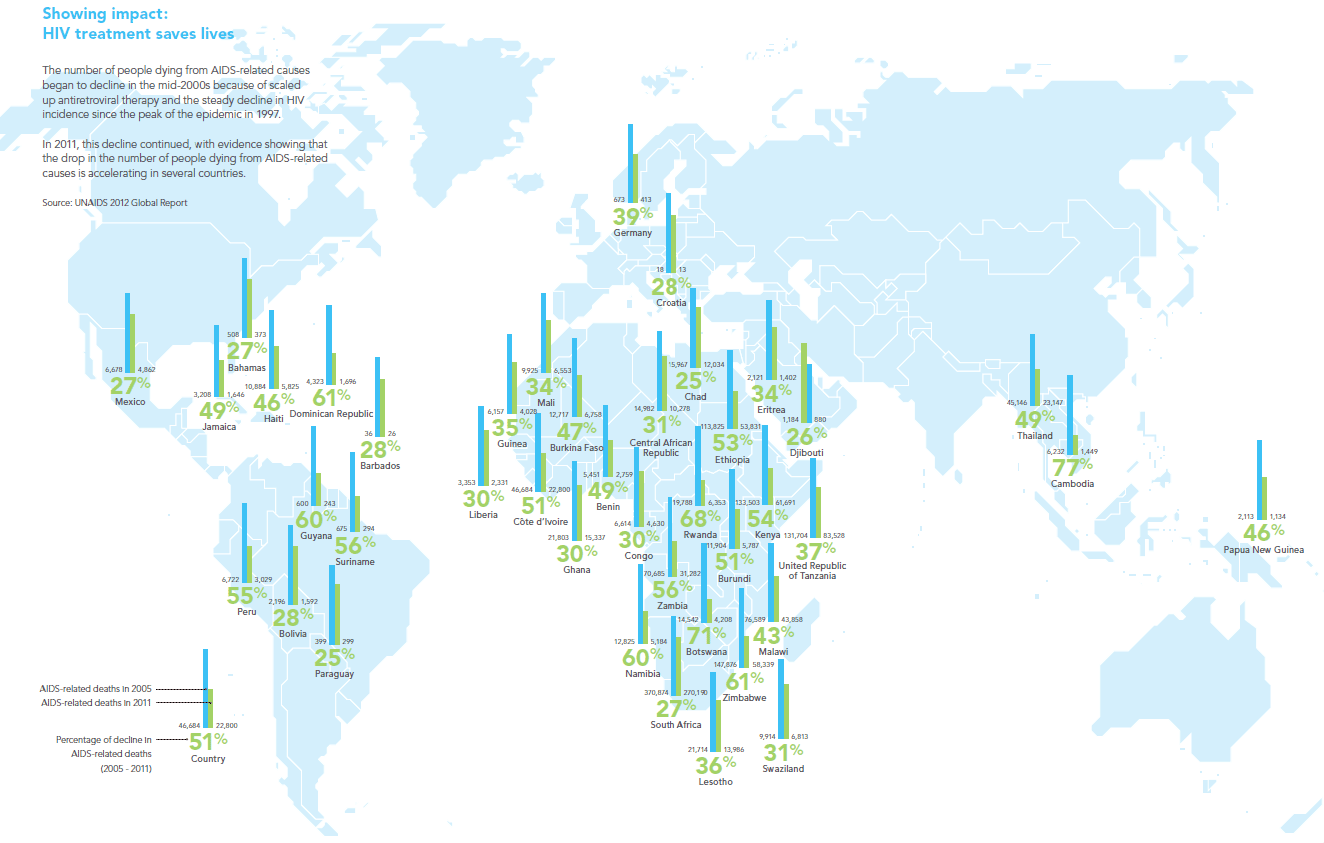 Showing impact:
HIV treatment saves lives
The number of people dying from AIDS-related causes
began to decline in the mid-2000s because of scaled
up antiretroviral therapy and the steady decline in HIV
incidence since the peak of the epidemic in 1997.
In 2011, this decline continued, with evidence showing that
the drop in the number of people dying from AIDS-related
causes is accelerating in several countries.
Source: UNAIDS 2012 Global Report
673 413
39%
Germany
18 13
28%
Croatia
6,678 4,862
27%
Mexico
508 373
27%
Bahamas
3,208 1,646
49%
Jamaica
10,884 5,825
46%
Haiti
4,323 1,696
61%
Dominican Republic
36 26
28%
Barbados
600 243
60%
Guyana
675 294
56%
Suriname
6,722 3,029
55%
Peru
2,196 1,592
28%
Bolivia
399 299
25%
Paraguay
9,925 6,553
34%
Mali
6,157 4,028
35%
Guinea
12,717 6,758
47%
Burkina Faso
3,353 2,331
30%
Liberia
46,684 22,800
51%
Côte d'Ivoire
5,451 2,759
49%
Benin
21,803 15,337
30%
Ghana
15,967 12,034
25%
Chad
14,982 10,278
31%
Central African
Republic
113,825 53,831
53%
Ethiopia
2,121 1,402
34%
Eritrea
1,184 880
26%
Djibouti
6,614 4,630
30%
Congo
19,788 6,353
68%
Rwanda
133,503 61,691
54%
Kenya
11,904 5,787
51%
Burundi
131,704 83,528
37%
United Republic
of Tanzania
70,685 31,282
56%
Zambia
14,542 4,208
71%
Botswana
76,589 43,858
43%
Malawi
12,825 5,184
60%
Namibia
147,876 58,339
61%
Zimbabwe
370,874 270,190
27%
South Africa
21,714 13,986
36%
Lesotho
9,914 6,813
31%
Swaziland
45,146 23,147
49%
Thailand
6,232 1,449
77%
Cambodia
2,113 1,134
46%
Papua New Guinea
AIDS-related deaths in 2005
AIDS-related deaths in 2011
46,684 22,800
Percentage of decline in
AIDS-related deaths
(2005 - 2011)
51%
Country